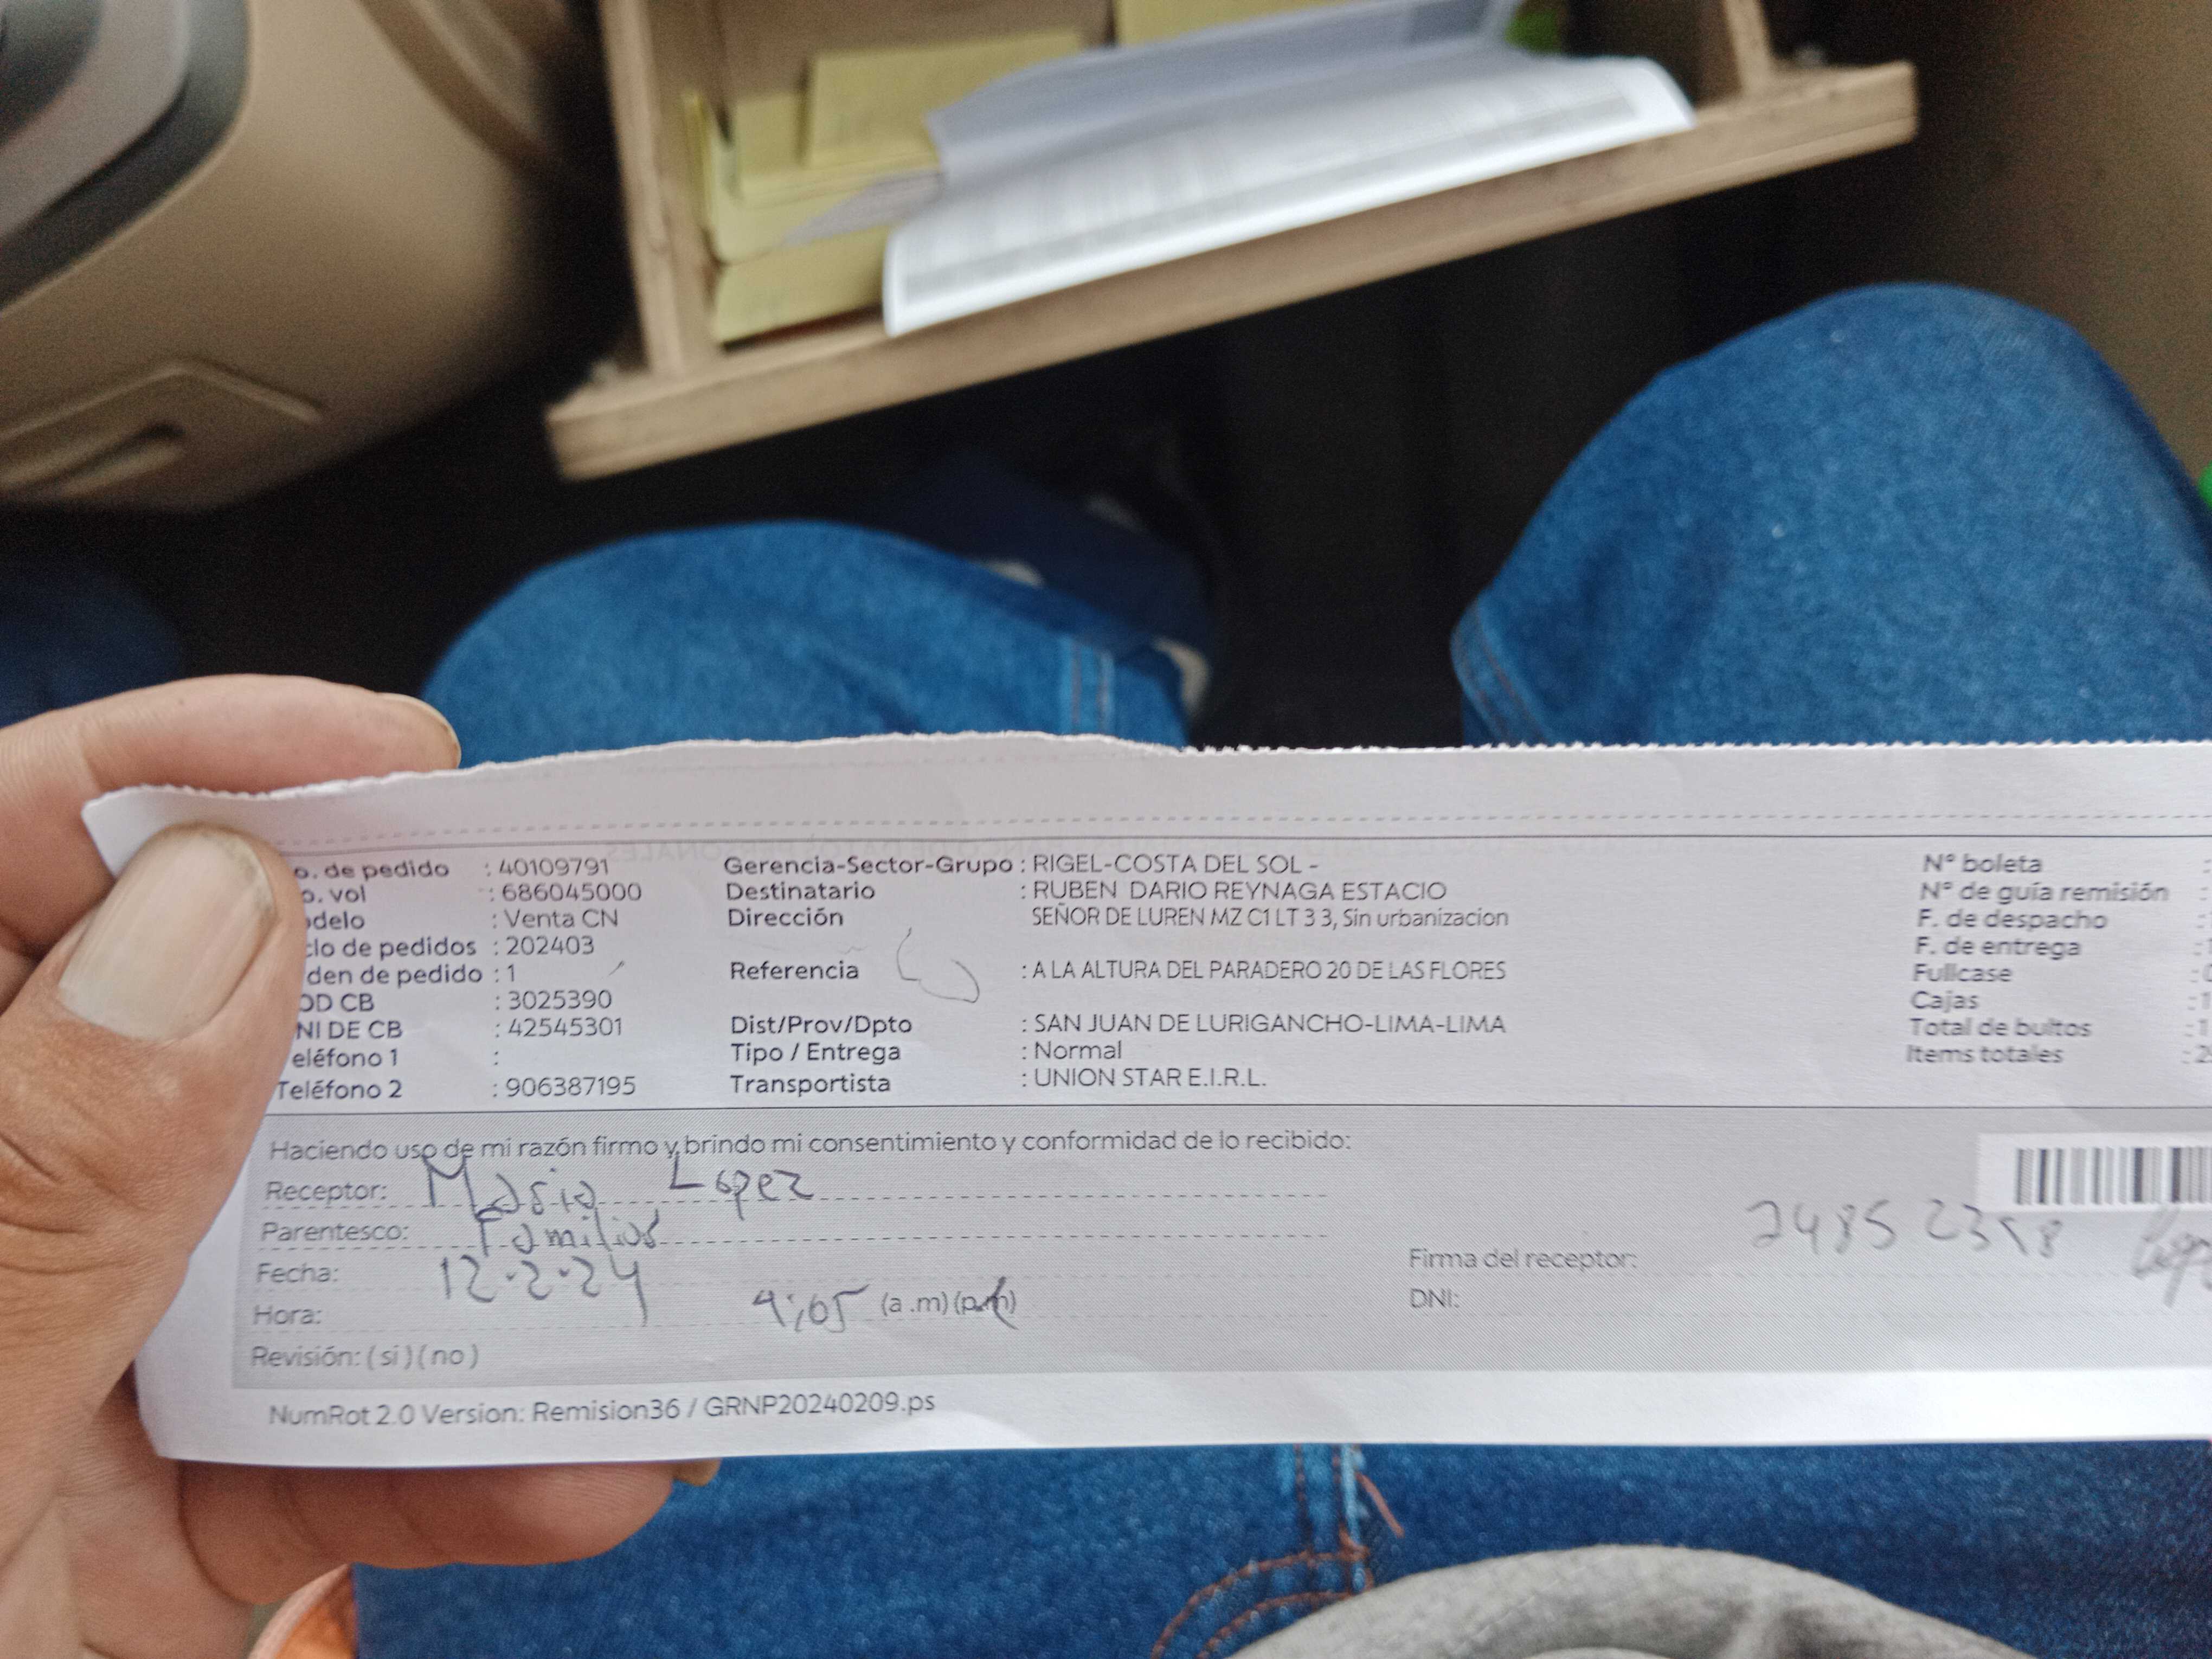 o. de pedido : 40109791
o. vol : 686045000
delo : Venta CN
clo de pedidos : 202403
den de pedido : 1
OD CB : 3025390
NI DE CB : 42545301
eléfono 1 :
Teléfono 2 : 906387195
Gerencia-Sector-Grupo : RIGEL-COSTA DEL SOL -
Destinatario : RUBEN DARIO REYNAGA ESTACIO
Dirección SEÑOR DE LUREN MZ C1 LT 3 3, Sin urbanizacion
Referencia : A LA ALTURA DEL PARADERO 20 DE LAS FLORES
Dist/Prov/Dpto : SAN JUAN DE LURIGANCHO-LIMA-LIMA
Tipo / Entrega : Normal
Transportista : UNION STAR E.I.R.L.
N° boleta :
N° de guía remisión :
F. de despacho :
F. de entrega :
Fullcase :
Cajas : 1
Total de bultos : 1
Items totales : 2
Haciendo uso de mi razón firmo y brindo mi consentimiento y conformidad de lo recibido:
Receptor: Lopez
Parentesco: Familiar
Fecha: 12.2.24
Hora: 4:05 (a.m) (p.m)
Revisión: ( si ) ( no )
Firma del receptor:
DNI:
NumRot 2.0 Version: Remision36 / GRNP20240209.ps